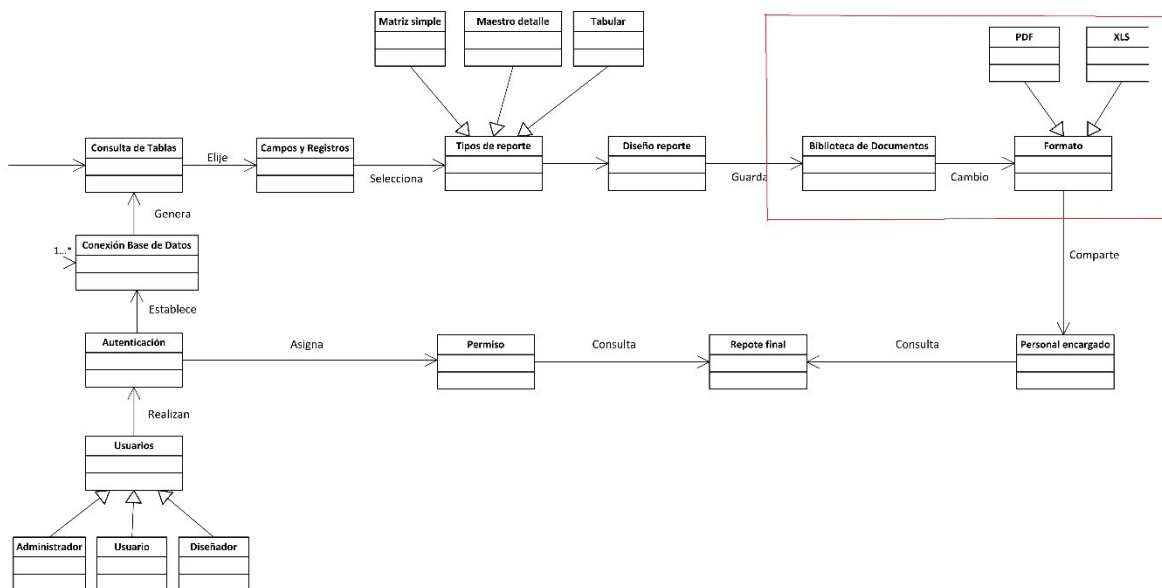 Matriz simple
Maestro detalle
Tabular
PDF
XLS
Consulta de Tablas
Elije
Campos y Registros
Selecciona
Tipos de reporte
Diseño reporte
Guarda
Biblioteca de Documentos
Cambio
Formato
Genera
1...*
Conexión Base de Datos
Comparte
Establece
Autenticación
Asigna
Permiso
Consulta
Repote final
Consulta
Personal encargado
Realizan
Usuarios
Administrador
Usuario
Diseñador